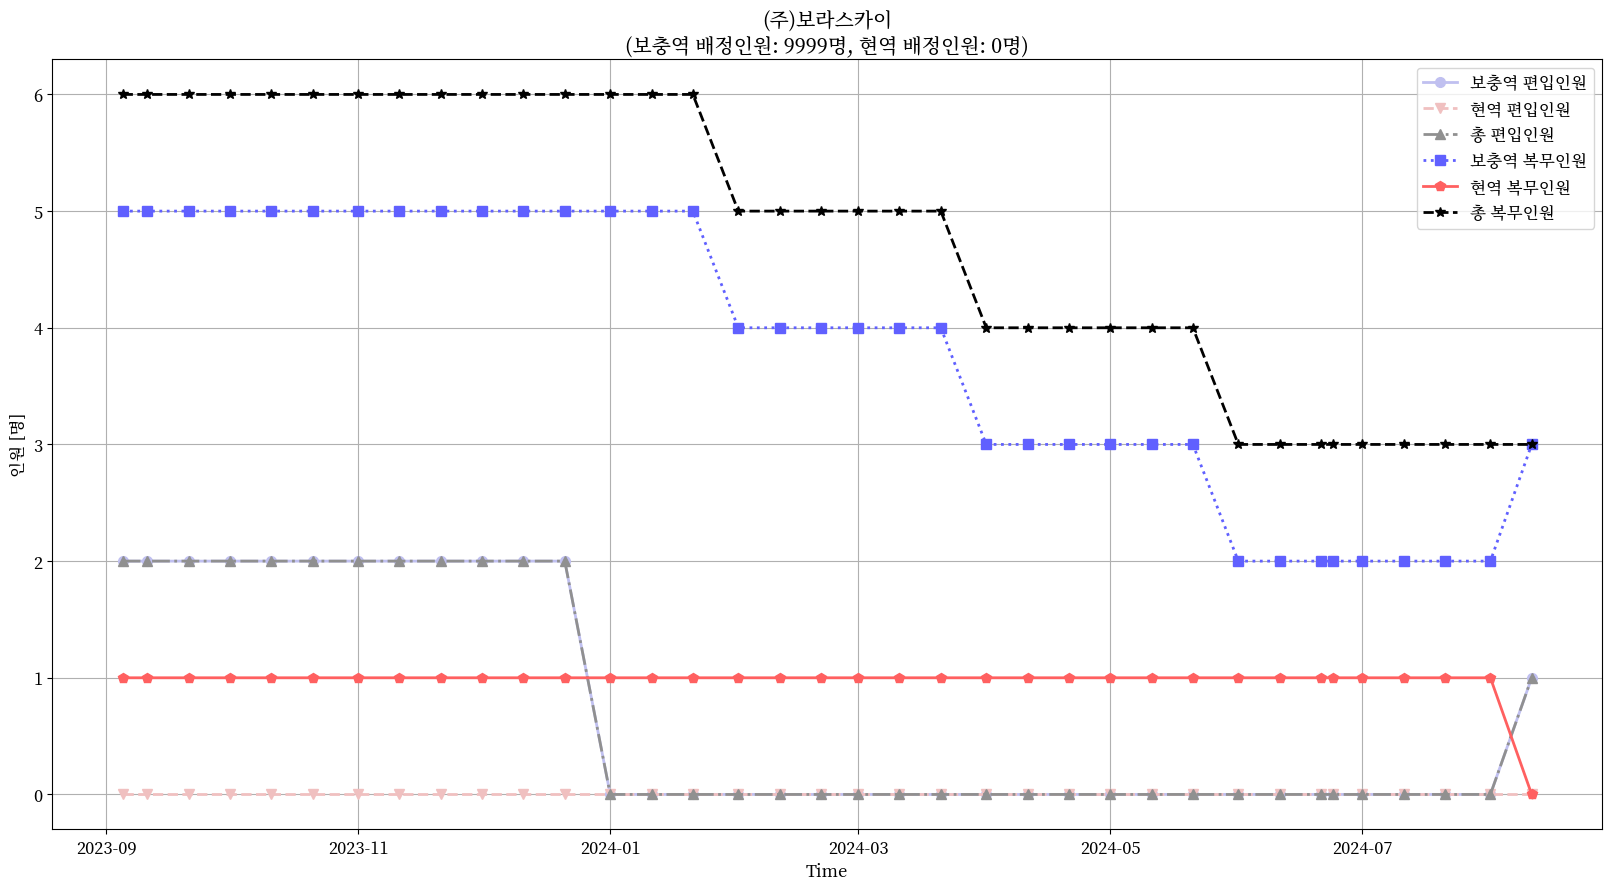 (주)보라스카이
(보충역 배정인원: 9999명, 현역 배정인원: 0명)
보충역 편입인원
현역 편입인원
총 편입인원
보충역 복무인원
현역 복무인원
총 복무인원
인원 [명]
6
5
4
3
2
1
0
2023-09 2023-11 2024-01 2024-03 2024-05 2024-07
Time